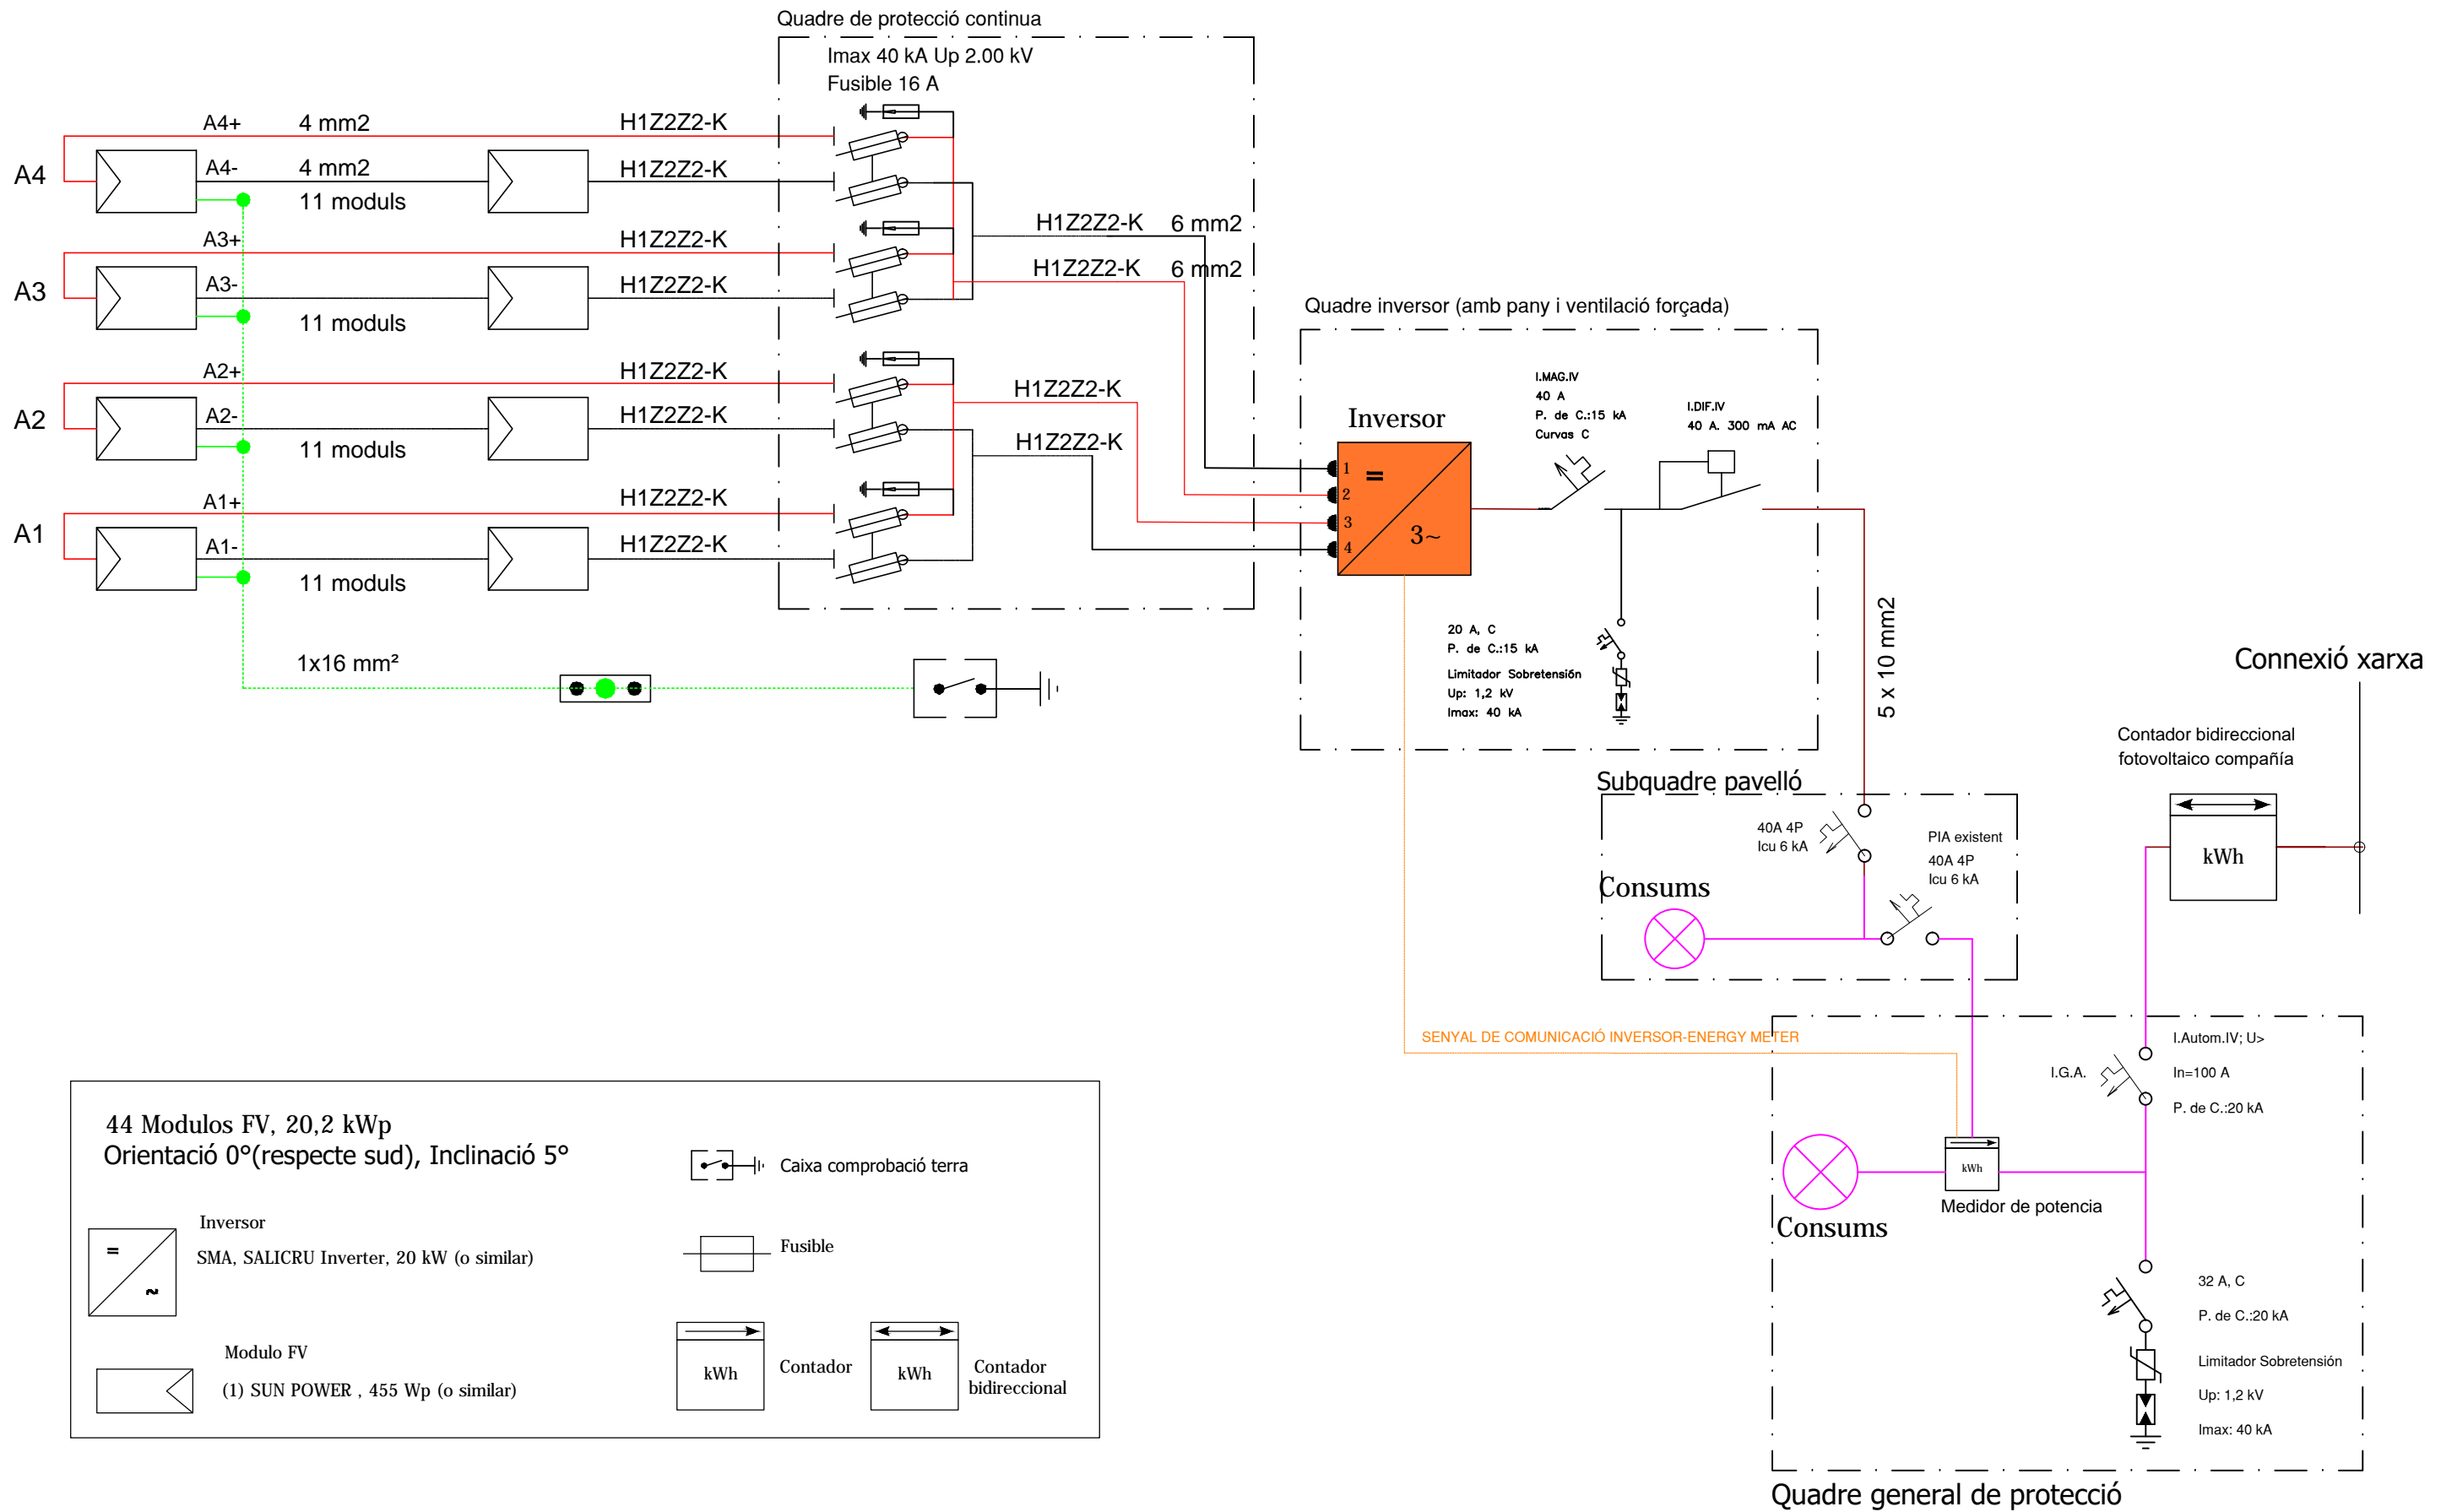 Quadre de protecció continua
Imax 40 kA Up 2.00 kV
Fusible 16 A
A4+ 4 mm2 H1Z2Z2-K
A4
A4- 4 mm2 H1Z2Z2-K
11 moduls
A3+ H1Z2Z2-K
A3
A3- H1Z2Z2-K
11 moduls
A2+ H1Z2Z2-K
A2
A2- H1Z2Z2-K
11 moduls
A1+ H1Z2Z2-K
A1
A1- H1Z2Z2-K
11 moduls
H1Z2Z2-K 6 mm2
H1Z2Z2-K 6 mm2
H1Z2Z2-K
H1Z2Z2-K
1x16 mm²
Quadre inversor (amb pany i ventilació forçada)
Inversor
1
2
3
4
=
3~
I.MAG.IV
40 A
P. de C.:15 kA
Curvas C
I.DIF.IV
40 A. 300 mA AC
20 A, C
P. de C.:15 kA
Limitador Sobretensión
Up: 1,2 kV
Imax: 40 kA
5 x 10 mm2
Connexió xarxa
Contador bidireccional
fotovoltaico compañía
kWh
Subquadre pavelló
40A 4P
Icu 6 kA
PIA existent
40A 4P
Icu 6 kA
Consums
SENYAL DE COMUNICACIÓ INVERSOR-ENERGY METER
I.Autom.IV; U>
I.G.A.
In=100 A
P. de C.:20 kA
kWh
Medidor de potencia
Consums
32 A, C
P. de C.:20 kA
Limitador Sobretensión
Up: 1,2 kV
Imax: 40 kA
Quadre general de protecció
44 Modulos FV, 20,2 kWp
Orientació 0°(respecte sud), Inclinació 5°
Inversor
SMA, SALICRU Inverter, 20 kW (o similar)
=
~
Modulo FV
(1) SUN POWER , 455 Wp (o similar)
Caixa comprobació terra
Fusible
kWh
Contador
kWh
Contador
bidireccional